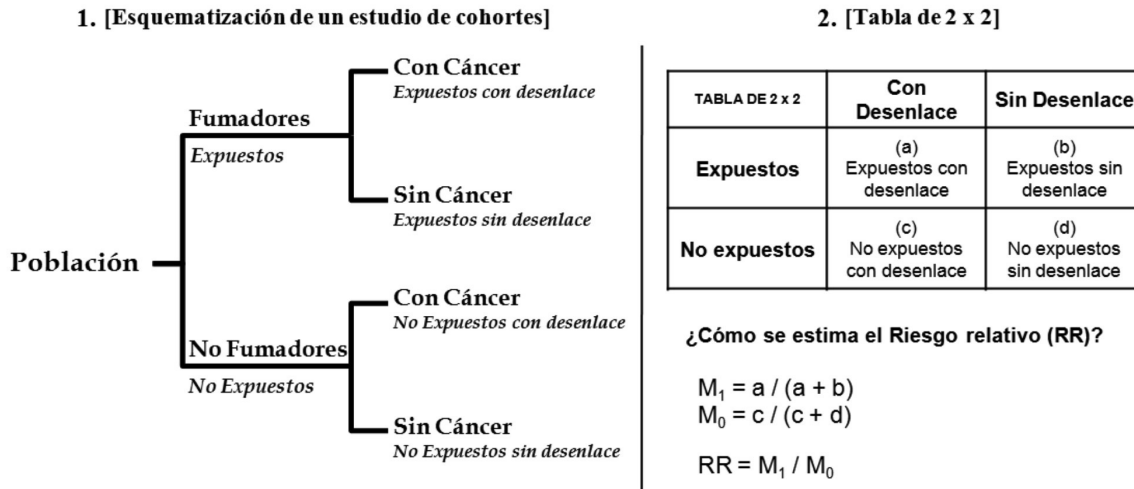 1. [Esquematización de un estudio de cohortes]
Población
Fumadores
Expuestos
Con Cáncer
Expuestos con desenlace
Sin Cáncer
Expuestos sin desenlace
No Fumadores
No Expuestos
Con Cáncer
No Expuestos con desenlace
Sin Cáncer
No Expuestos sin desenlace
2. [Tabla de 2 x 2]
TABLA DE 2 x 2
Con
Desenlace
Sin Desenlace
Expuestos
(a)
Expuestos con
desenlace
(b)
Expuestos sin
desenlace
No expuestos
(c)
No expuestos
con desenlace
(d)
No expuestos
sin desenlace
¿Cómo se estima el Riesgo relativo (RR)?
M₁ = a / (a + b)
M₀ = c / (c + d)
RR = M₁ / M₀